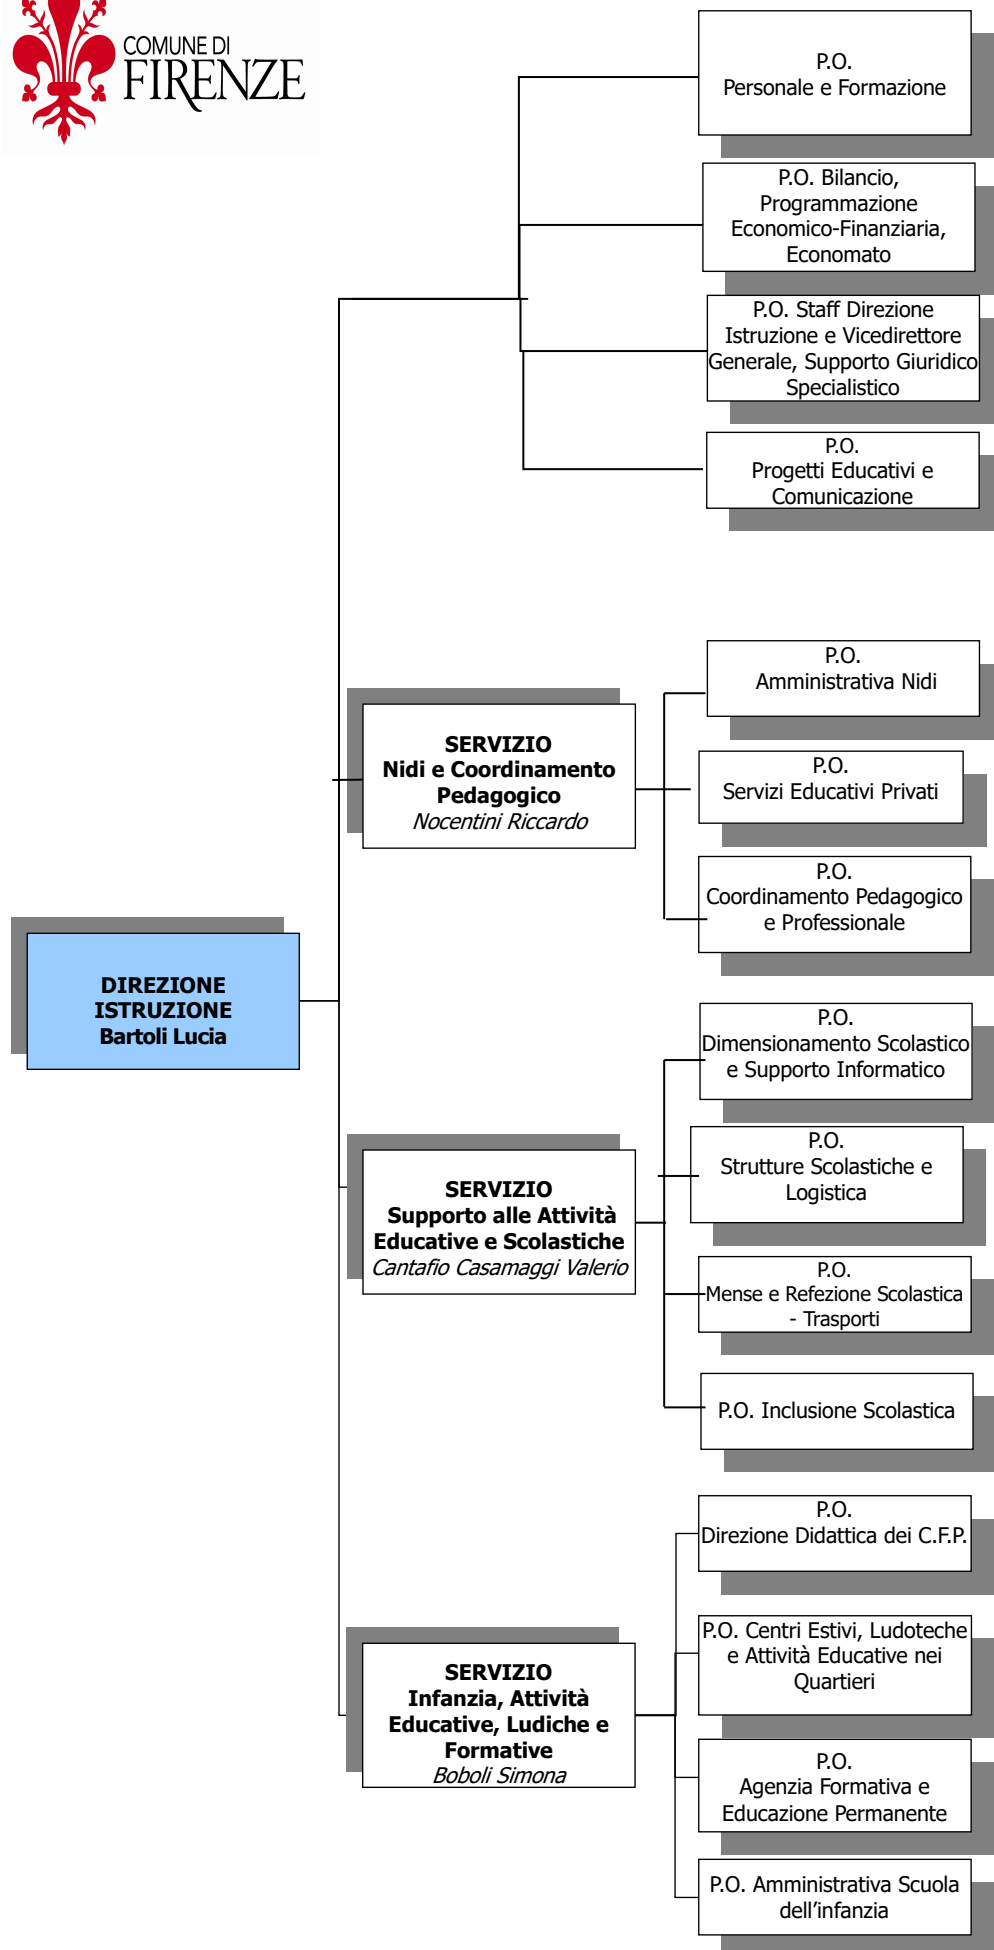 COMUNE DI
FIRENZE
P.O.
Personale e Formazione
P.O. Bilancio,
Programmazione
Economico-Finanziaria,
Economato
P.O. Staff Direzione
Istruzione e Vicedirettore
Generale, Supporto Giuridico
Specialistico
P.O.
Progetti Educativi e
Comunicazione
SERVIZIO
Nidi e Coordinamento
Pedagogico
Nocentini Riccardo
P.O.
Amministrativa Nidi
P.O.
Servizi Educativi Privati
P.O.
Coordinamento Pedagogico
e Professionale
DIREZIONE
ISTRUZIONE
Bartoli Lucia
SERVIZIO
Supporto alle Attività
Educative e Scolastiche
Cantafio Casamaggi Valerio
P.O.
Dimensionamento Scolastico
e Supporto Informatico
P.O.
Strutture Scolastiche e
Logistica
P.O.
Mense e Refezione Scolastica
- Trasporti
P.O. Inclusione Scolastica
SERVIZIO
Infanzia, Attività
Educative, Ludiche e
Formative
Boboli Simona
P.O.
Direzione Didattica dei C.F.P.
P.O. Centri Estivi, Ludoteche
e Attività Educative nei
Quartieri
P.O.
Agenzia Formativa e
Educazione Permanente
P.O. Amministrativa Scuola
dell’infanzia